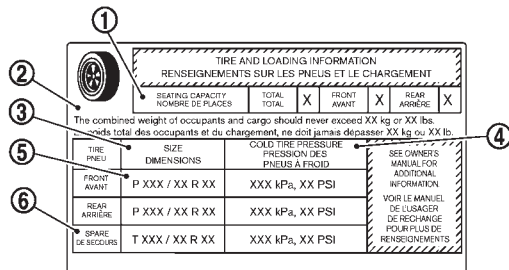 ①
TIRE AND LOADING INFORMATION
RENSEIGNEMENTS SUR LES PNEUS ET LE CHARGEMENT
②
SEATING CAPACITY
NOMBRE DE PLACES
TOTAL
TOTAL
X
FRONT
AVANT
X
REAR
ARRIÈRE
X
③
The combined weight of occupants and cargo should never exceed XX kg or XX lbs.
poids total des occupants et du chargement, ne doit jamais dépasser XX kg ou XX lb.
④
TIRE
PNEU
SIZE
DIMENSIONS
COLD TIRE PRESSURE
PRESSION DES
PNEUS À FROID
SEE OWNER'S
MANUAL FOR
ADDITIONAL
INFORMATION.
VOIR LE MANUEL
DE L'USAGER
DE RECHANGE
POUR PLUS DE
RENSEIGNEMENTS
⑤
FRONT
AVANT
P XXX / XX R XX
XXX kPa, XX PSI
REAR
ARRIÈRE
P XXX / XX R XX
XXX kPa, XX PSI
⑥
SPARE
DE SECOURS
T XXX / XX R XX
XXX kPa, XX PSI